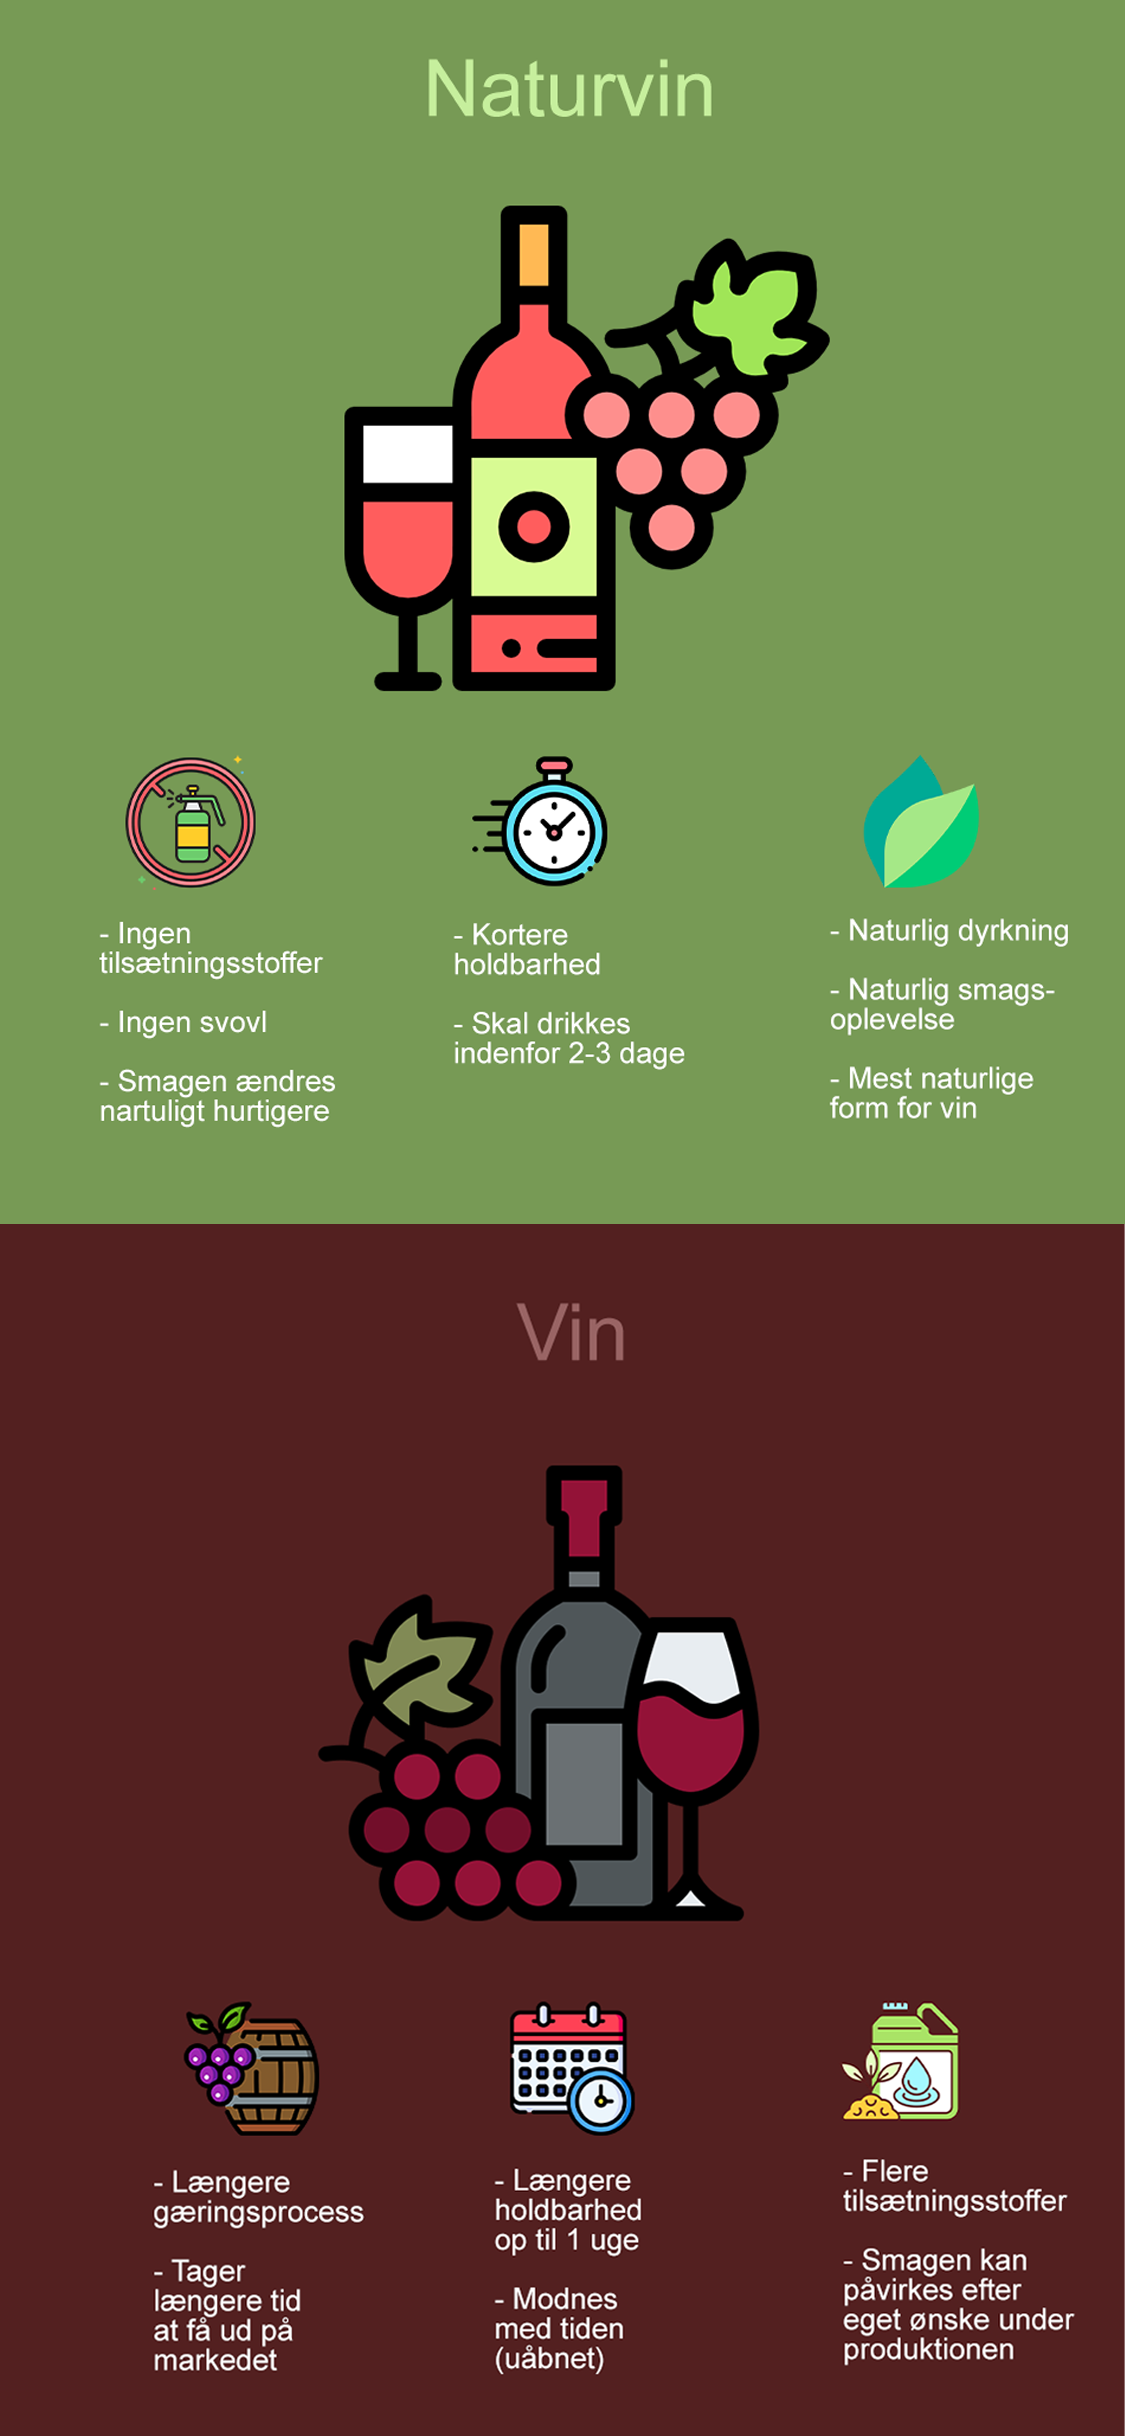 Naturvin
- Ingen
tilsætningsstoffer
- Ingen svovl
- Smagen ændres
nartuligt hurtigere
- Kortere
holdbarhed
- Skal drikkes
indenfor 2-3 dage
- Naturlig dyrkning
- Naturlig smags-
oplevelse
- Mest naturlige
form for vin
Vin
- Længere
gæringsprocess
- Tager
længere tid
at få ud på
markedet
- Længere
holdbarhed
op til 1 uge
- Modnes
med tiden
(uåbnet)
- Flere
tilsætningsstoffer
- Smagen kan
påvirkes efter
eget ønske under
produktionen